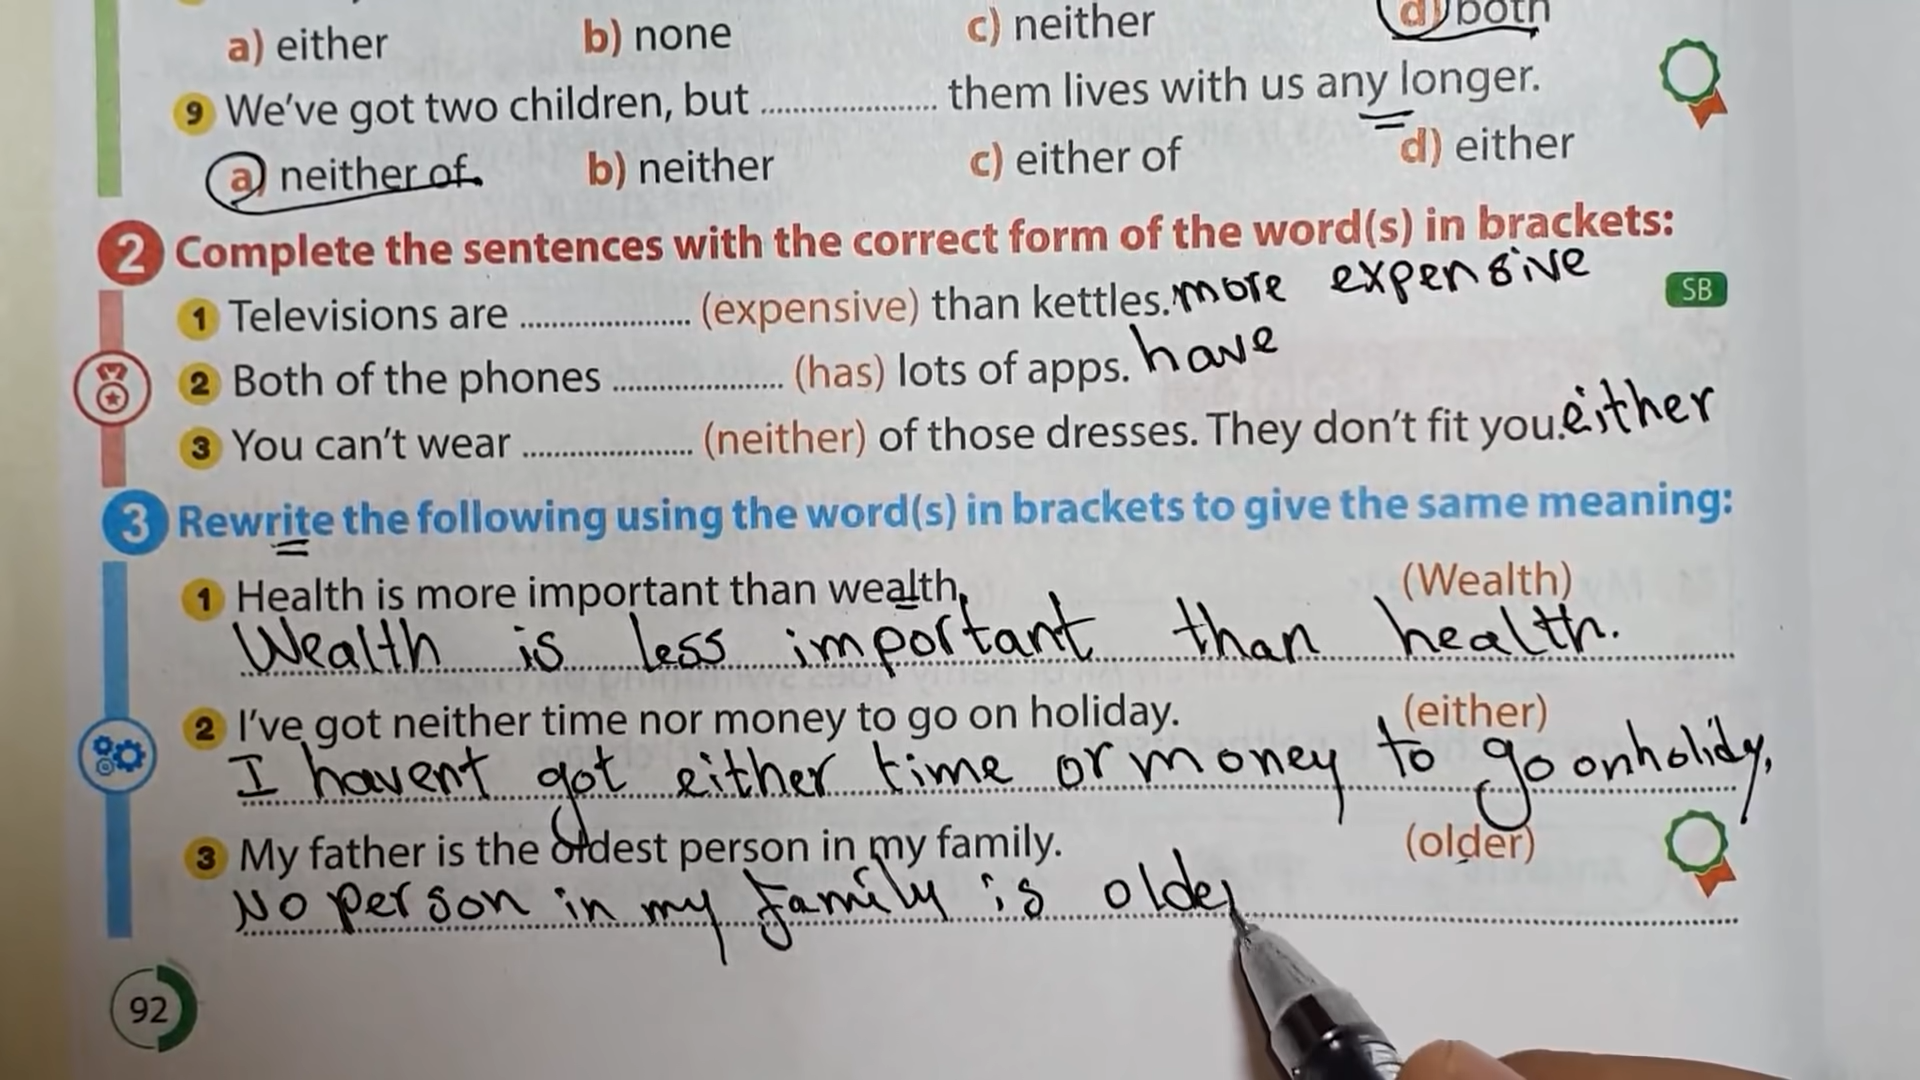 a) either b) none c) neither d) both
9 We've got two children, but .................... them lives with us any longer.
a) neither of b) neither c) either of d) either
2 Complete the sentences with the correct form of the word(s) in brackets:
1 Televisions are .................... (expensive) than kettles. more expensive
SB
2 Both of the phones .................... (has) lots of apps. have
3 You can't wear .................... (neither) of those dresses. They don't fit you. either
3 Rewrite the following using the word(s) in brackets to give the same meaning:
1 Health is more important than wealth. (Wealth)
Wealth is less important than health.
2 I've got neither time nor money to go on holiday. (either)
I havent got either time or money to go on holidy.
3 My father is the oldest person in my family. (older)
No person in my family is older
92